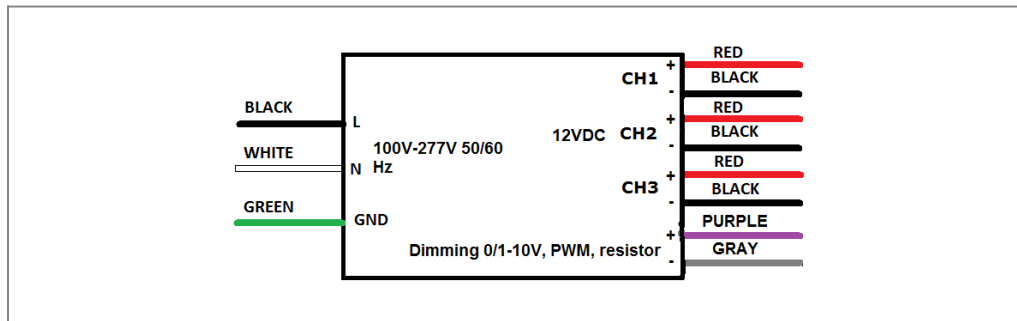 RED
+
CH1
BLACK
-
BLACK
L
RED
+
12VDC CH2
BLACK
-
100V-277V 50/60
Hz
WHITE
N
RED
+
CH3
BLACK
-
GREEN
GND
PURPLE
+
Dimming 0/1-10V, PWM, resistor
GRAY
-